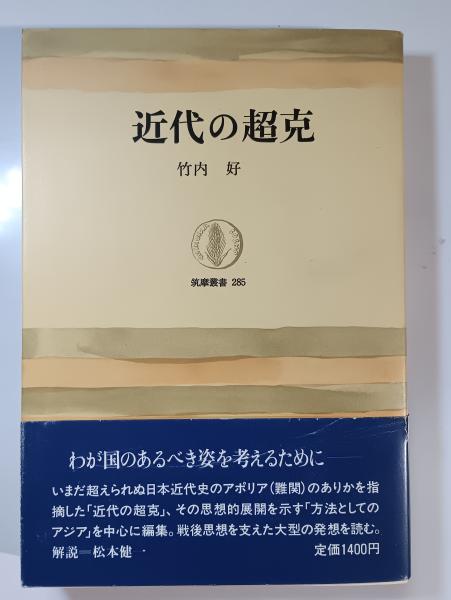 近代の超克
竹内 好
筑摩叢書 285
わが国のあるべき姿を考えるために――
いまだ超えられぬ日本近代史のアポリア(難関)のありかを指
摘した「近代の超克」、その思想的展開を示す「方法としての
アジア」を中心に編集。戦後思想を支えた大型の発想を読む。
解説=松本健一 定価1400円